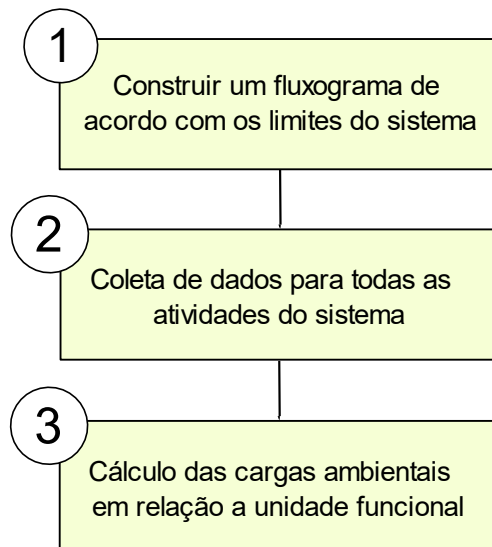 1
Construir um fluxograma de
acordo com os limites do sistema
2
Coleta de dados para todas as
atividades do sistema
3
Cálculo das cargas ambientais
em relação a unidade funcional